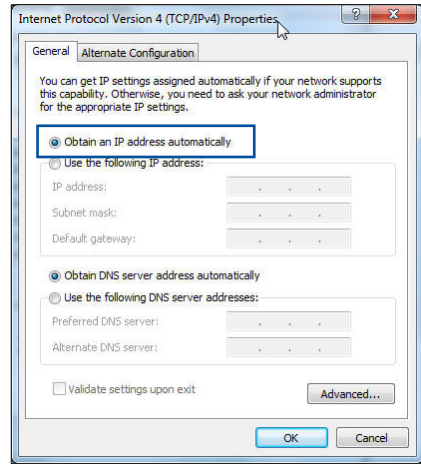 Internet Protocol Version 4 (TCP/IPv4) Properties
General
Alternate Configuration
You can get IP settings assigned automatically if your network supports
this capability. Otherwise, you need to ask your network administrator
for the appropriate IP settings.
Obtain an IP address automatically
Use the following IP address:
IP address:
Subnet mask:
Default gateway:
Obtain DNS server address automatically
Use the following DNS server addresses:
Preferred DNS server:
Alternate DNS server:
Validate settings upon exit
Advanced...
OK
Cancel